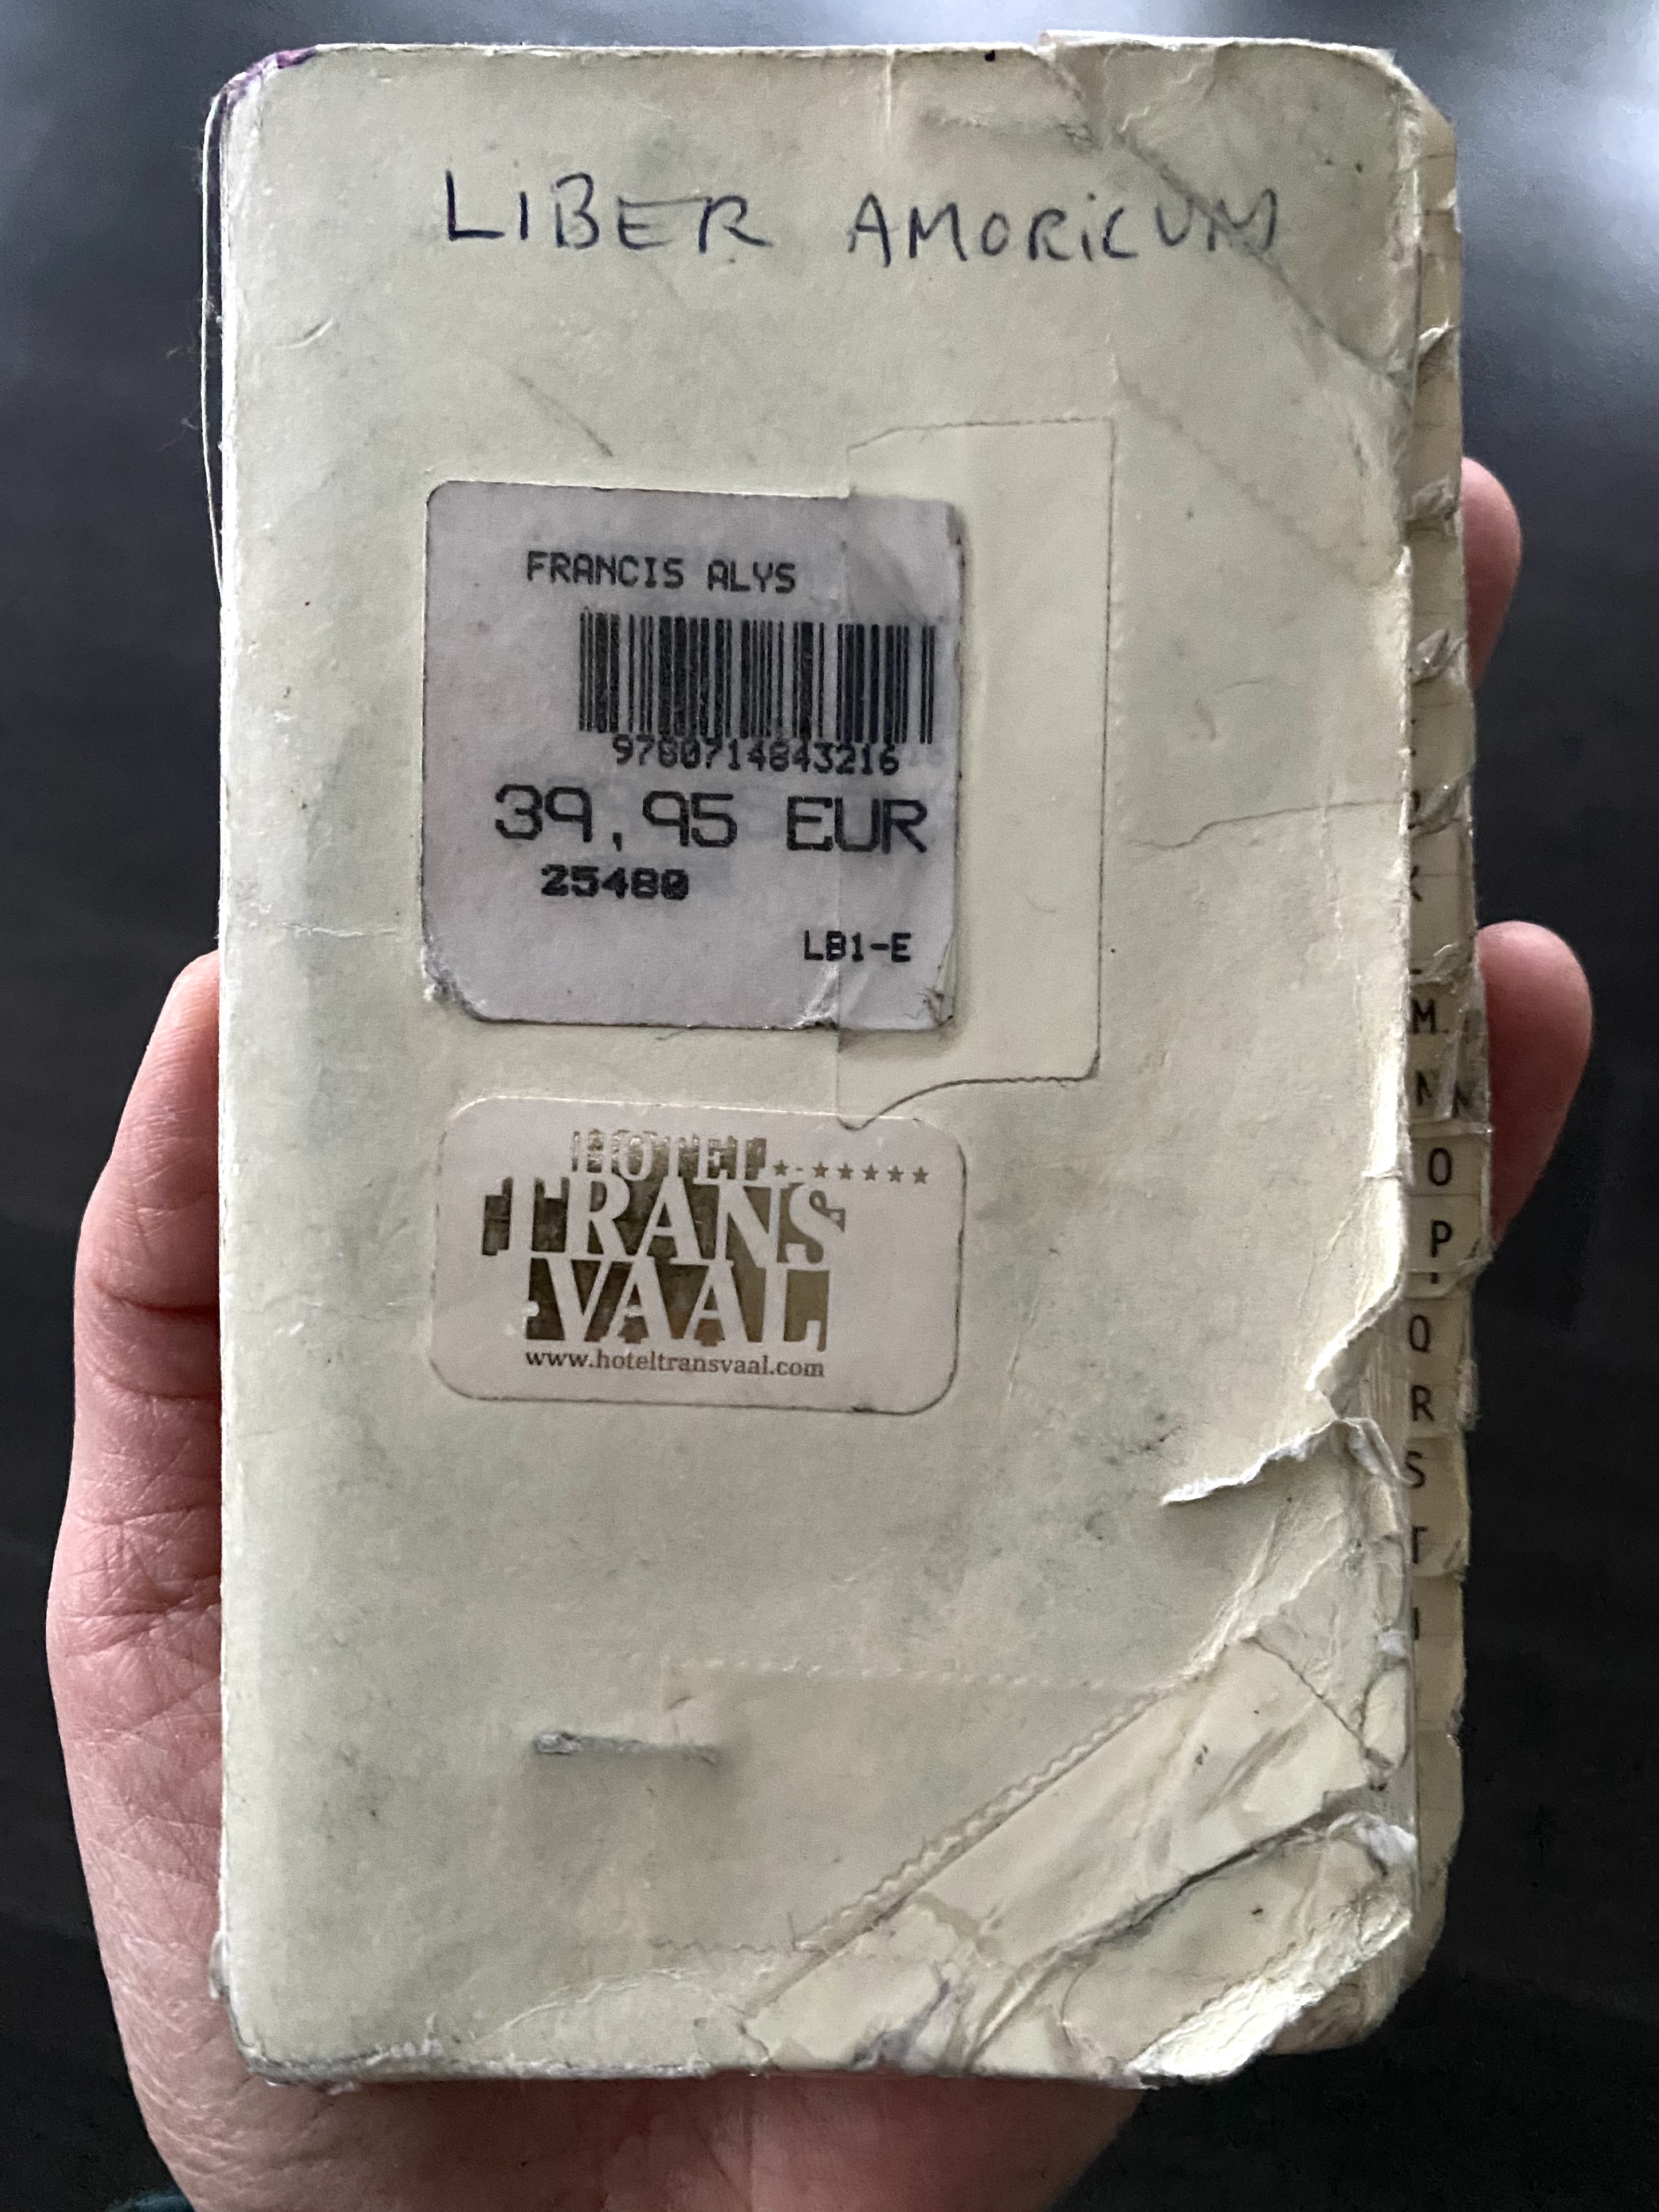 LIBER AMORICUM
FRANCIS ALYS
9780714843216
39,95 EUR
25480
LB1-E
HOTEL
TRANS
VAAL
www.hoteltransvaal.com
K
M
N N
O
P
Q
R
S
T